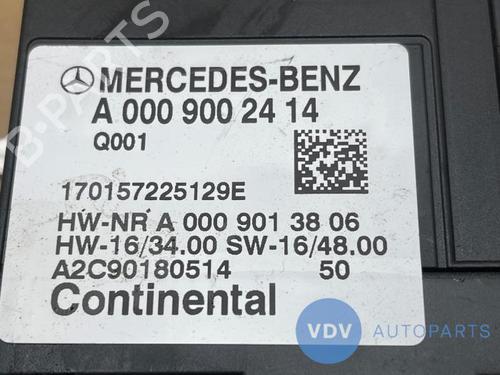 MERCEDES-BENZ
A 000 900 24 14
Q001
170157225129E
HW-NR A 000 901 38 06
HW-16/34.00 SW-16/48.00
A2C90180514 50
Continental
VDV AUTOPARTS
B-PARTS